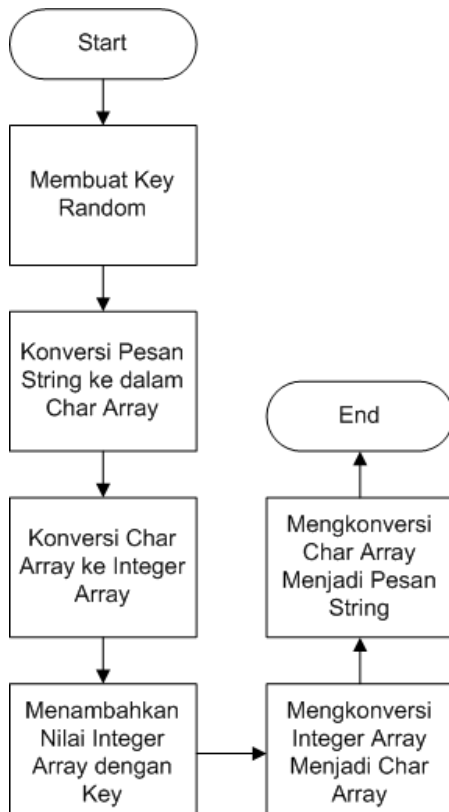 Start
Membuat Key
Random
Konversi Pesan
String ke dalam
Char Array
Konversi Char
Array ke Integer
Array
Menambahkan
Nilai Integer
Array dengan
Key
Mengkonversi
Integer Array
Menjadi Char
Array
Mengkonversi
Char Array
Menjadi Pesan
String
End